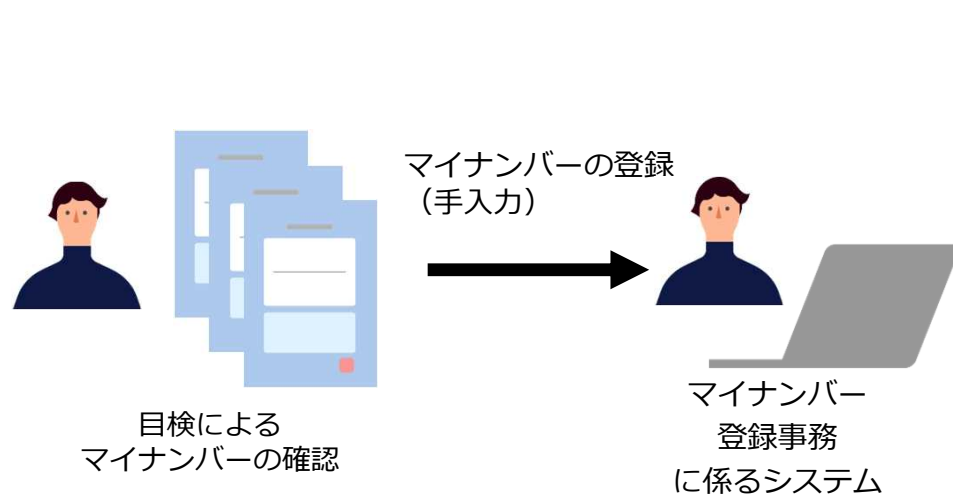 マイナンバーの登録
（手入力）
目検による
マイナンバーの確認
マイナンバー
登録事務
に係るシステム